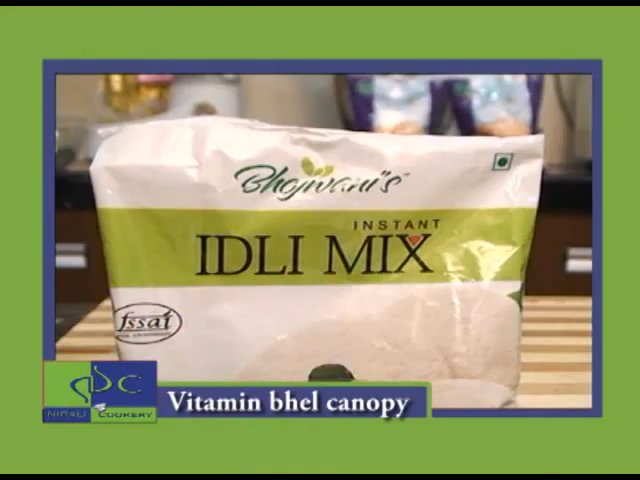 Bhojwani's
INSTANT
IDLI MIX
fssai
NIRALI COOKERY
Vitamin bhel canopy